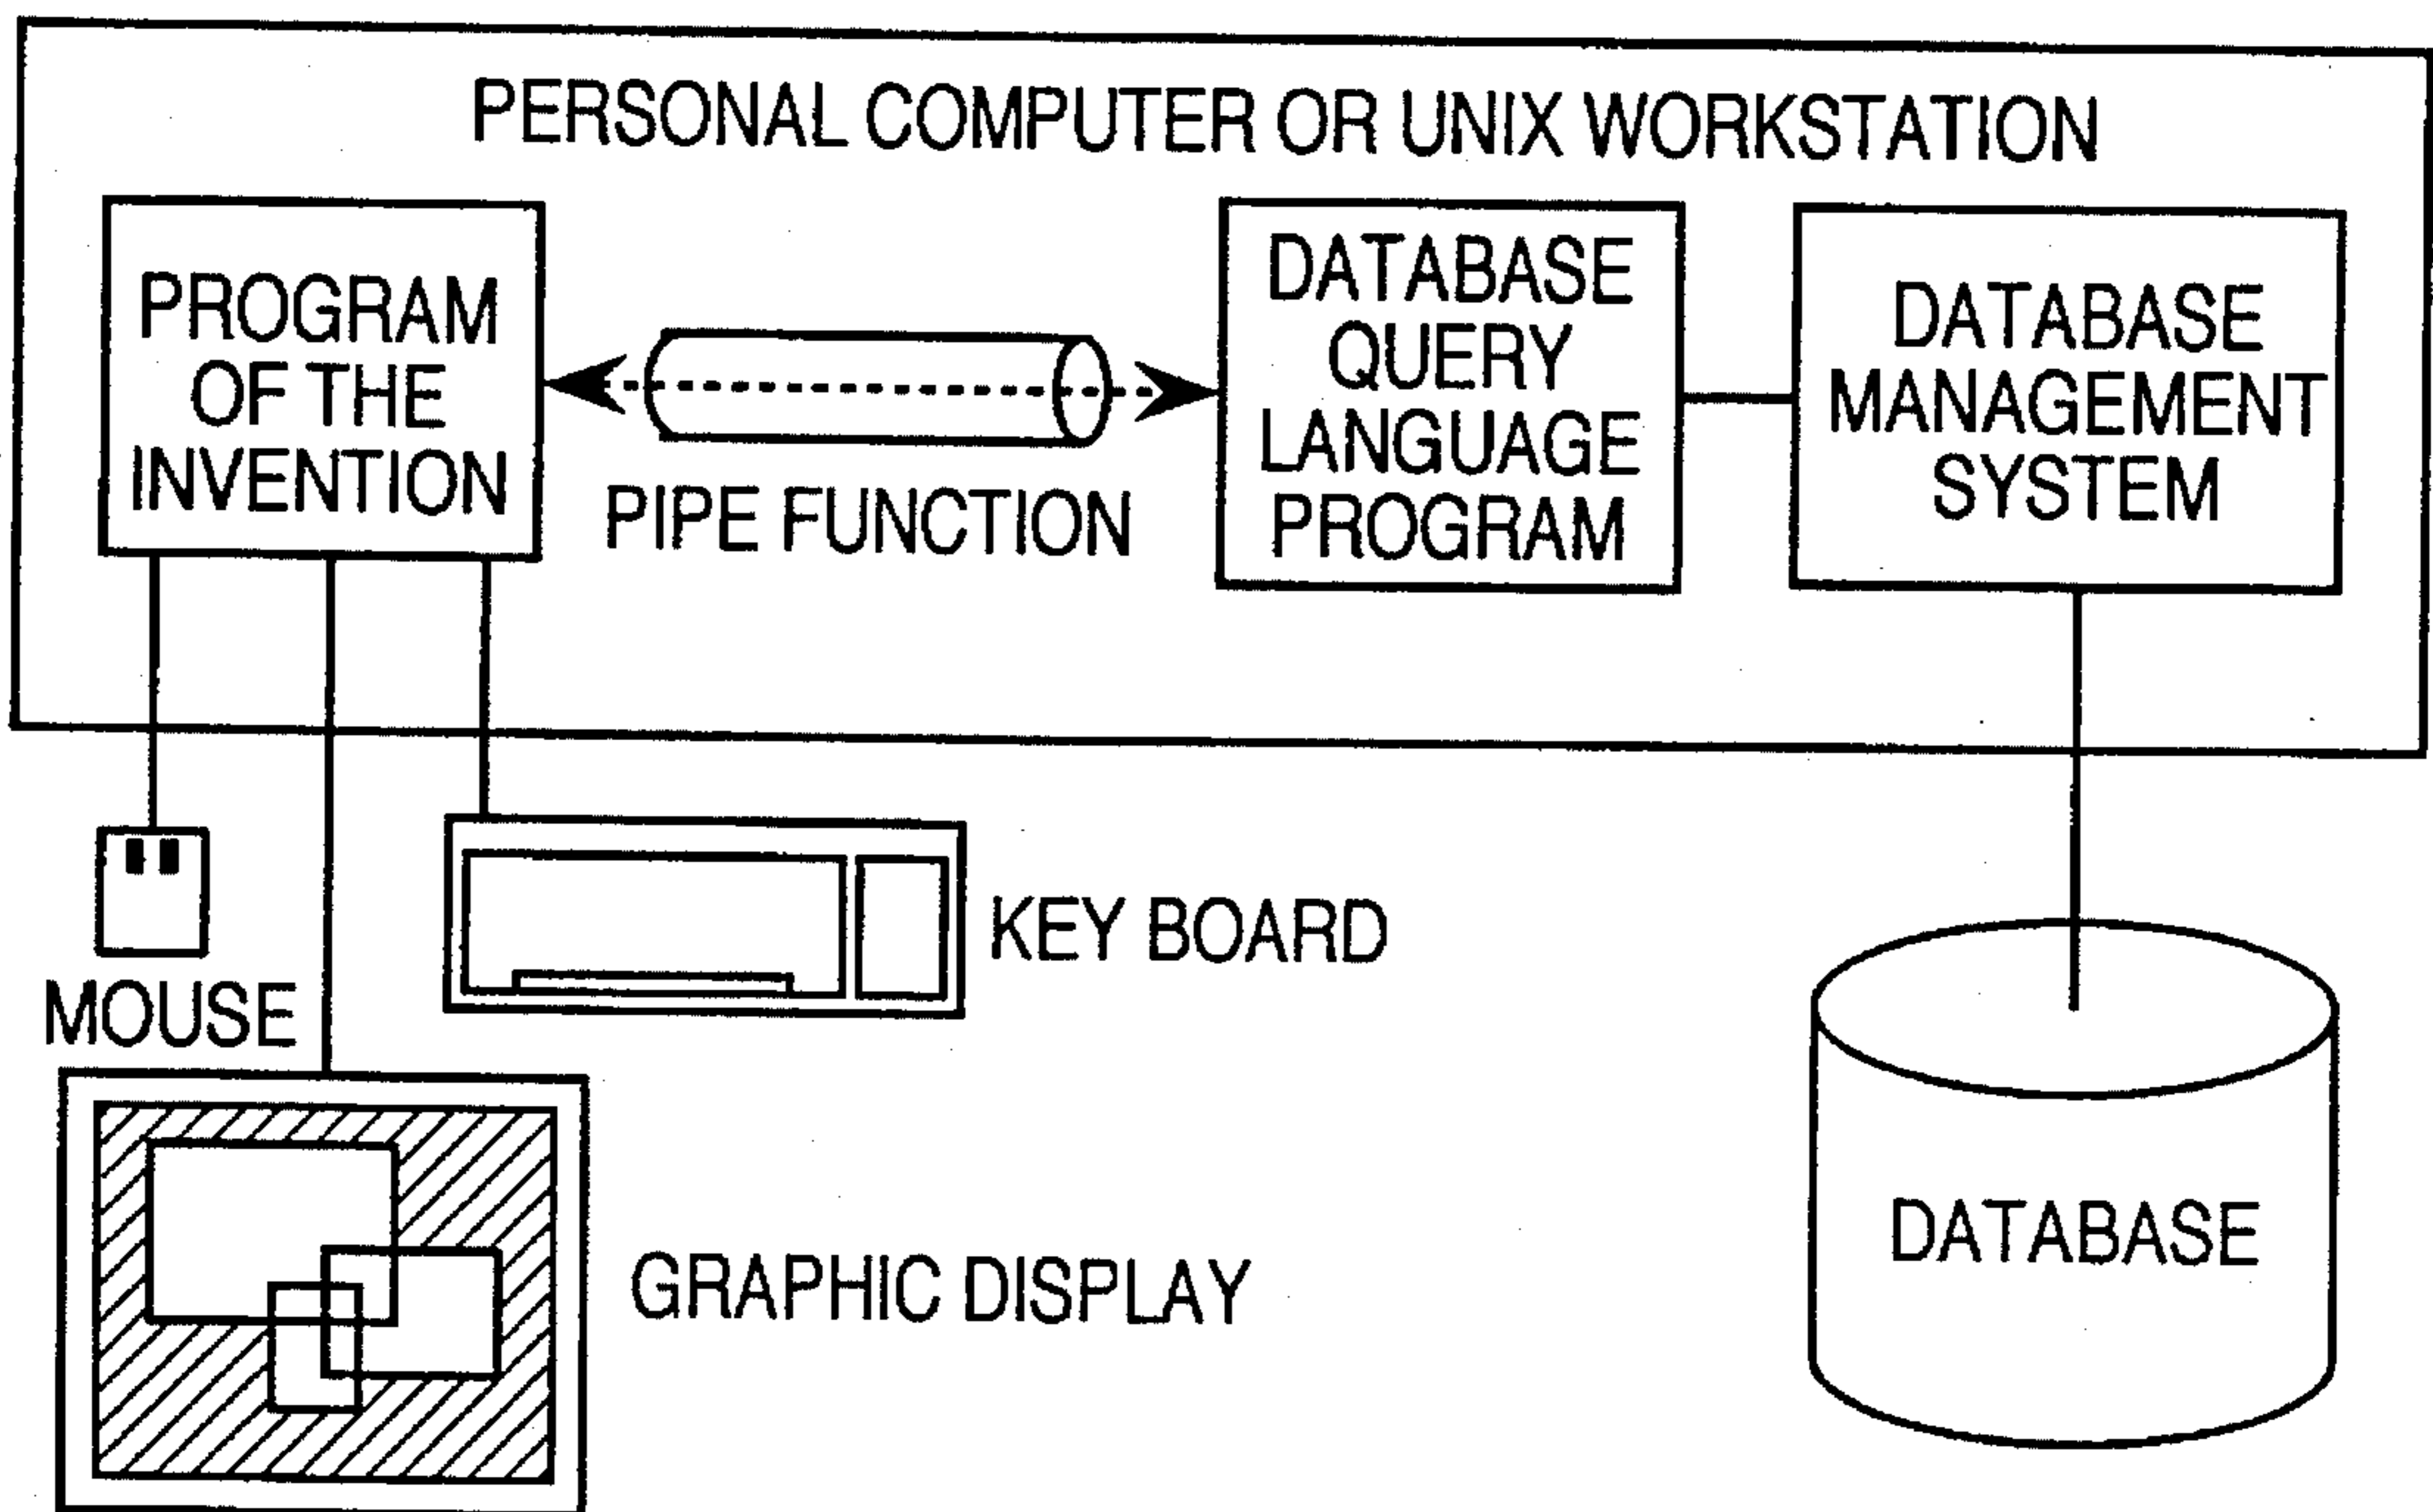 PERSONAL COMPUTER OR UNIX WORKSTATION
PROGRAM
OF THE
INVENTION
PIPE FUNCTION
DATABASE
QUERY
LANGUAGE
PROGRAM
DATABASE
MANAGEMENT
SYSTEM
MOUSE
KEY BOARD
GRAPHIC DISPLAY
DATABASE